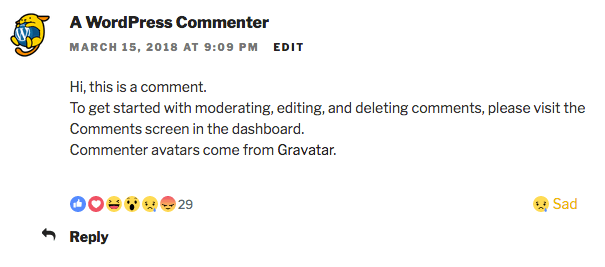 A WordPress Commenter
MARCH 15, 2018 AT 9:09 PM EDIT
Hi, this is a comment.
To get started with moderating, editing, and deleting comments, please visit the
Comments screen in the dashboard.
Commenter avatars come from Gravatar.
29 Sad
Reply